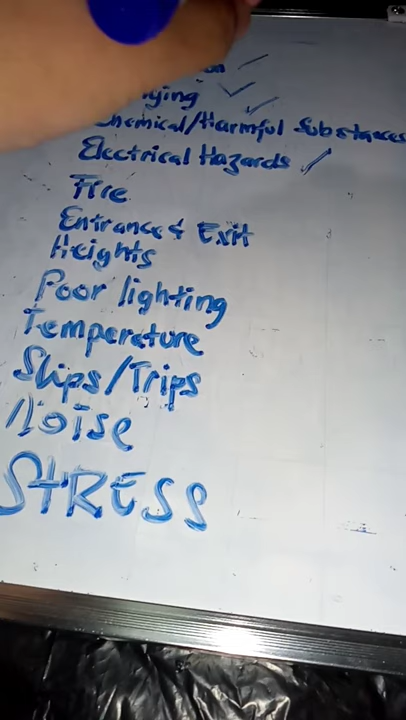 Chemical/Harmful Substances
Electrical Hazards
Fire
Entrance & Exit
Heights
Poor lighting
Temperature
Slips/Trips
Noise
STRESS